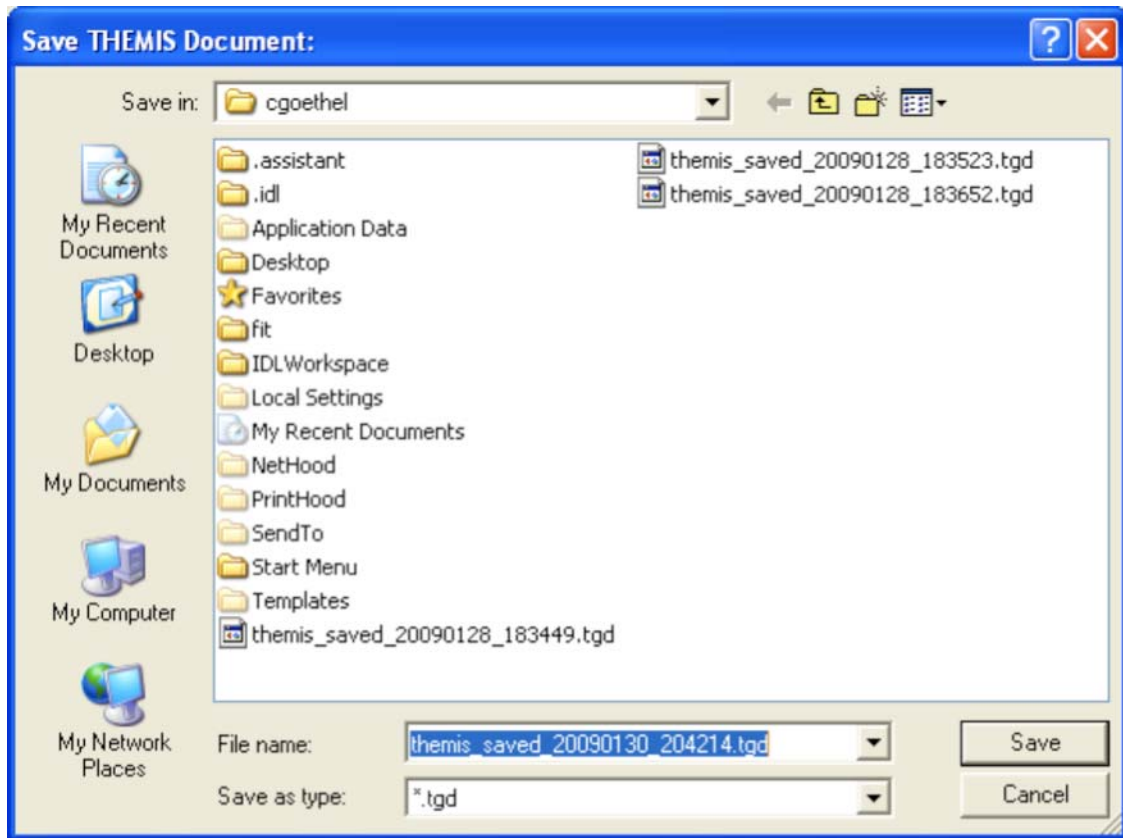 Save THEMIS Document:
Save in: cgoethel
My Recent Documents
Desktop
My Documents
My Computer
My Network Places
.assistant
.idl
Application Data
Desktop
Favorites
fit
IDLWorkspace
Local Settings
My Recent Documents
NetHood
PrintHood
SendTo
Start Menu
Templates
themis_saved_20090128_183449.tgd
themis_saved_20090128_183523.tgd
themis_saved_20090128_183652.tgd
File name: themis_saved_20090130_204214.tgd
Save
Save as type: *.tgd
Cancel